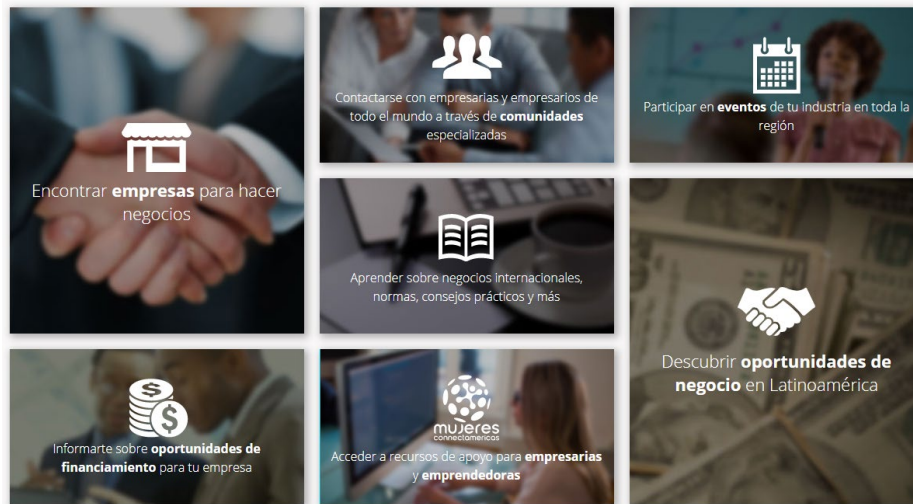 Encontrar empresas para hacer
negocios
Contactarse con empresarias y empresarios de
todo el mundo a través de comunidades
especializadas
Participar en eventos de tu industria en toda la
región
Aprender sobre negocios internacionales,
normas, consejos prácticos y más
Descubrir oportunidades de
negocio en Latinoamérica
Informarte sobre oportunidades de
financiamiento para tu empresa
mujeres
connectamericas
Acceder a recursos de apoyo para empresarias
y emprendedoras